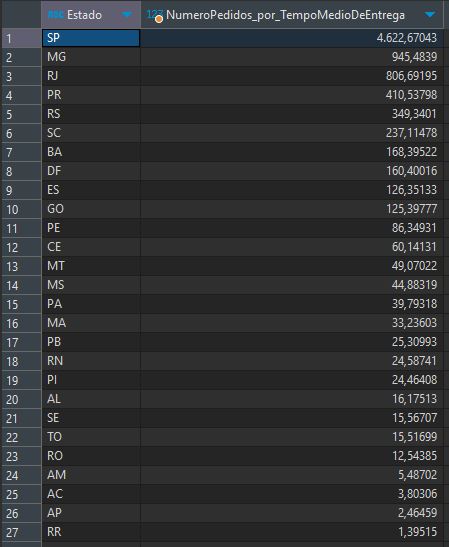 ABC Estado 123 NumeroPedidos_por_TempoMedioDeEntrega
1 SP 4.622,67043
2 MG 945,4839
3 RJ 806,69195
4 PR 410,53798
5 RS 349,3401
6 SC 237,11478
7 BA 168,39522
8 DF 160,40016
9 ES 126,35133
10 GO 125,39777
11 PE 86,34931
12 CE 60,14131
13 MT 49,07022
14 MS 44,88319
15 PA 39,79318
16 MA 33,23603
17 PB 25,30993
18 RN 24,58741
19 PI 24,46408
20 AL 16,17513
21 SE 15,56707
22 TO 15,51699
23 RO 12,54385
24 AM 5,48702
25 AC 3,80306
26 AP 2,46459
27 RR 1,39515